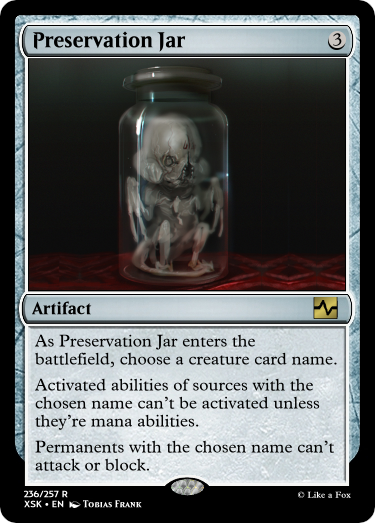 Preservation Jar 3
Artifact
As Preservation Jar enters the
battlefield, choose a creature card name.
Activated abilities of sources with the
chosen name can't be activated unless
they're mana abilities.
Permanents with the chosen name can't
attack or block.
236/257 R
XSK • EN Tobias Frank
© Like a Fox